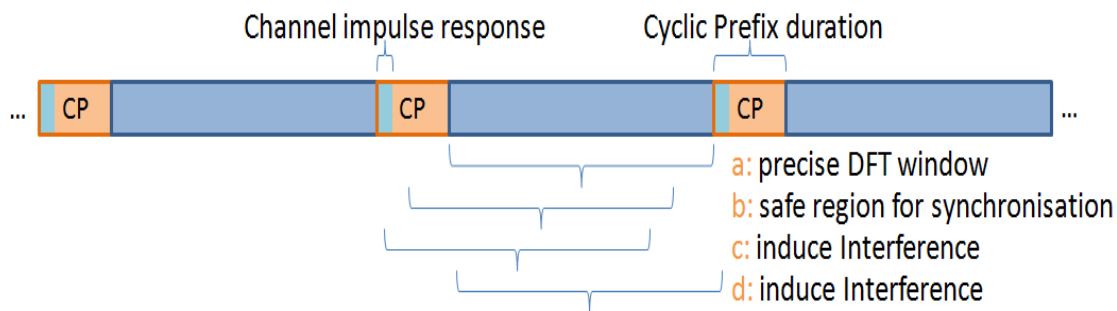 Channel impulse response Cyclic Prefix duration
... CP CP CP ...
a: precise DFT window
b: safe region for synchronisation
c: induce Interference
d: induce Interference